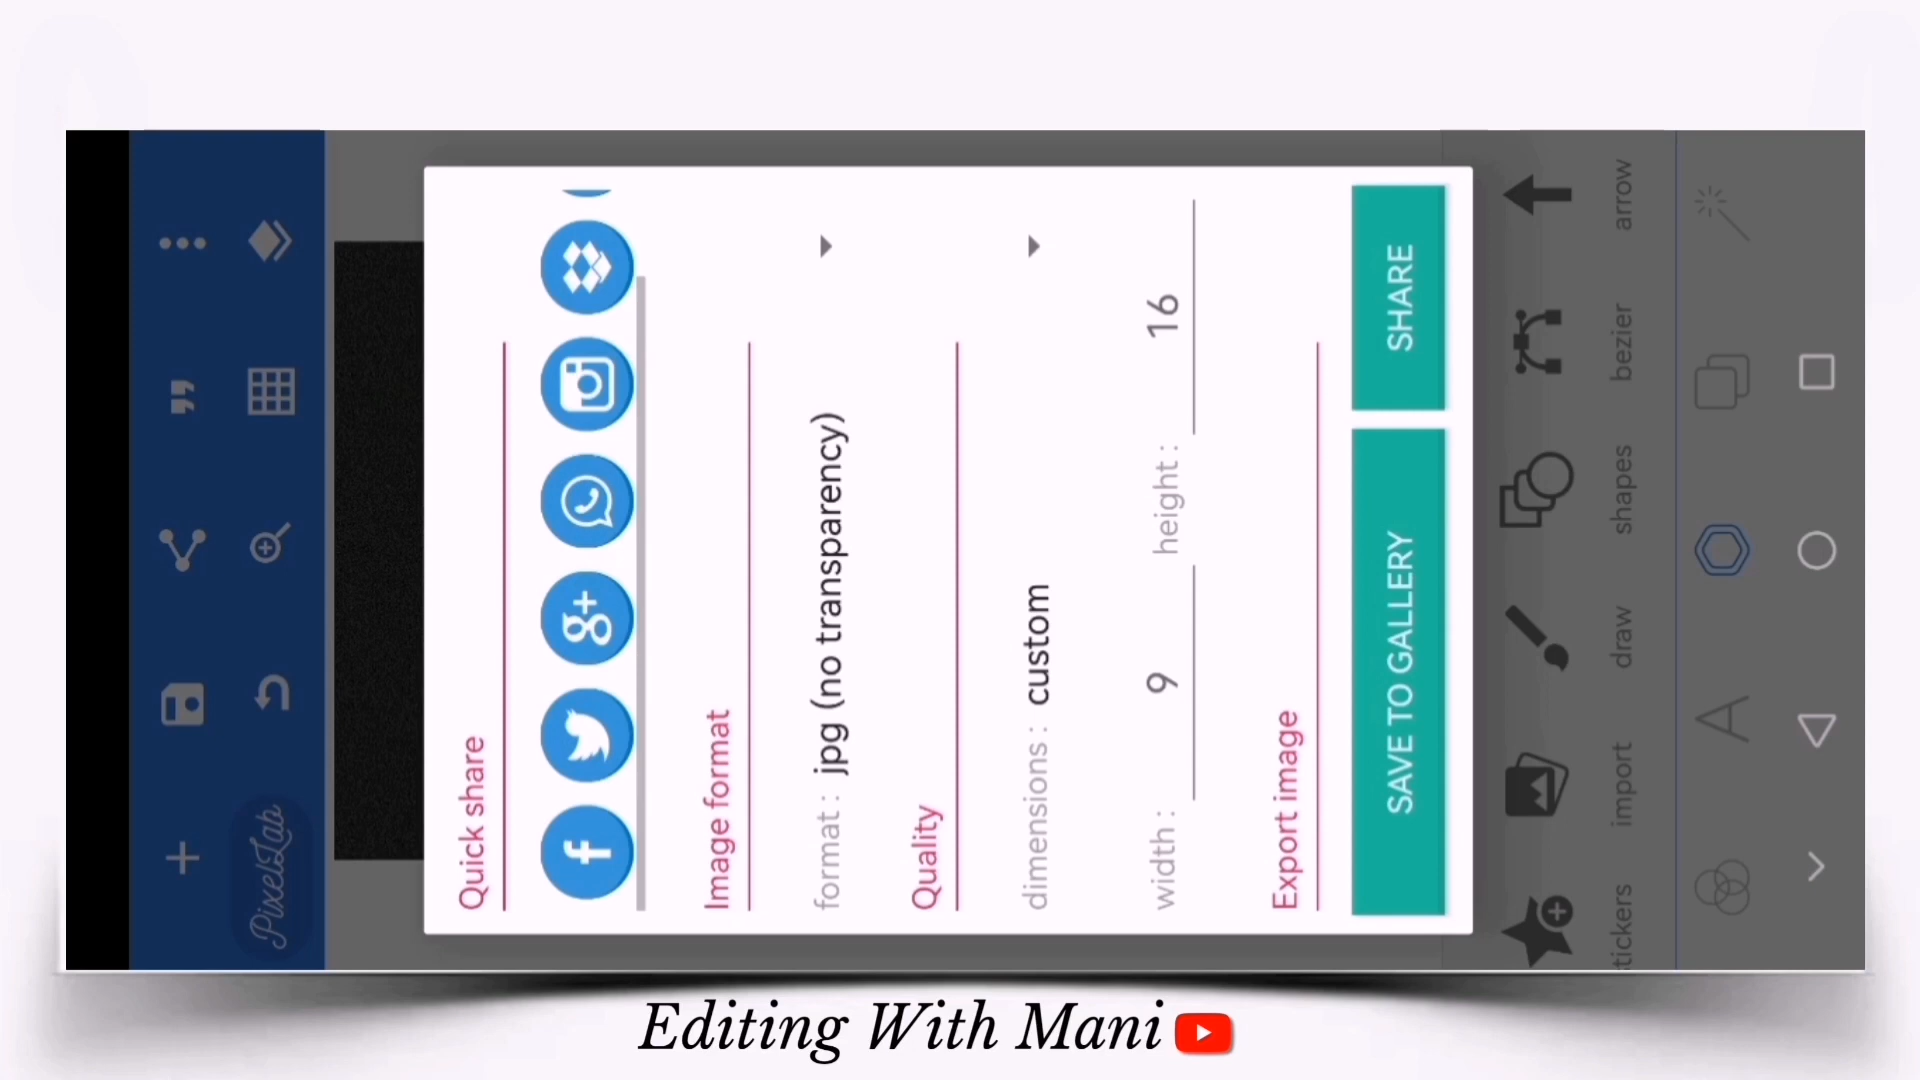 PixelLab
Quick share
Image format
format : jpg (no transparency)
Quality
dimensions : custom
width : 9 height : 16
Export image
SAVE TO GALLERY SHARE
stickers import draw shapes bezier arrow
Editing With Mani